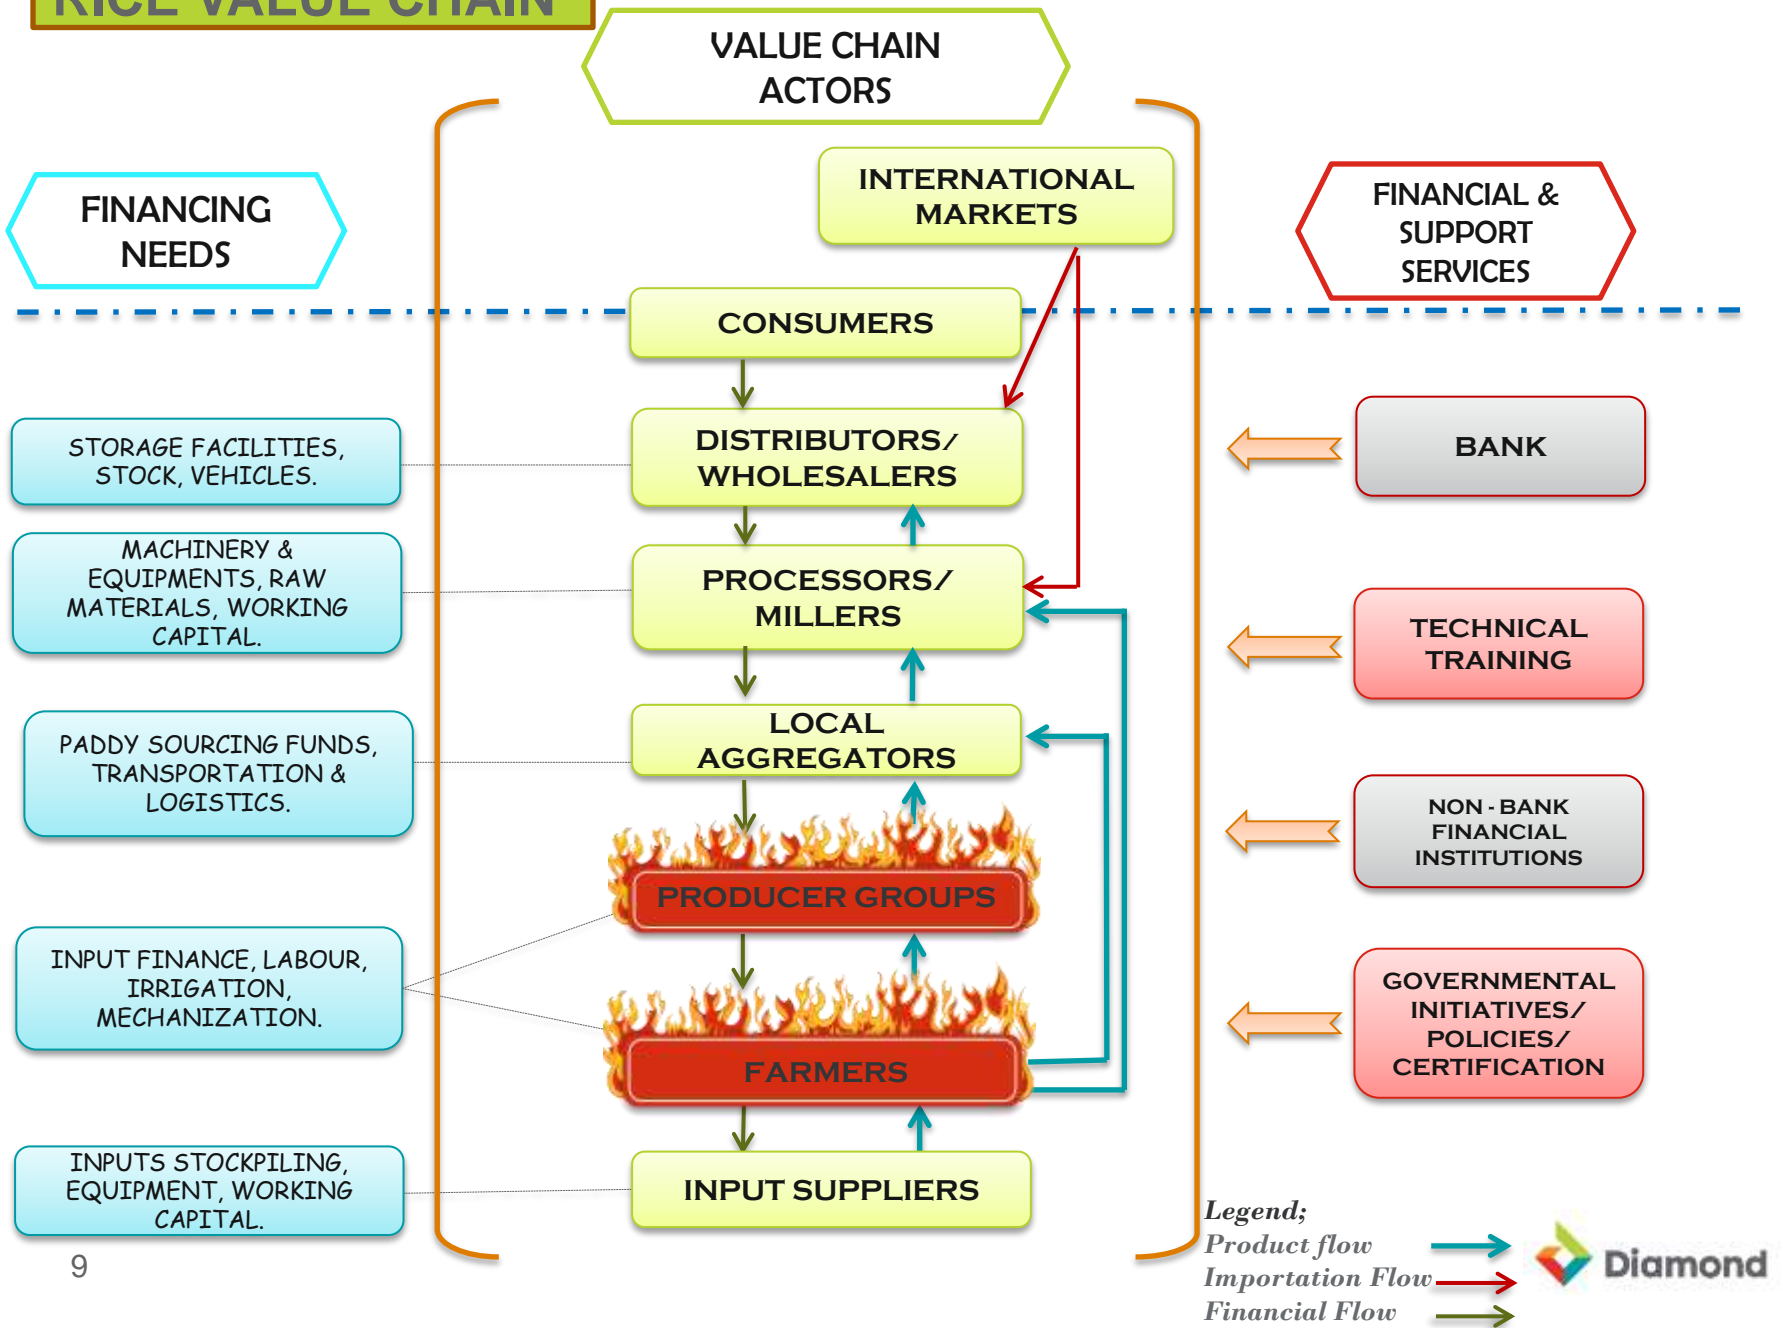 RICE VALUE CHAIN
VALUE CHAIN
ACTORS
INTERNATIONAL
MARKETS
FINANCING
NEEDS
FINANCIAL &
SUPPORT
SERVICES
CONSUMERS
DISTRIBUTORS/
WHOLESALERS
STORAGE FACILITIES,
STOCK, VEHICLES.
BANK
MACHINERY &
EQUIPMENTS, RAW
MATERIALS, WORKING
CAPITAL.
PROCESSORS/
MILLERS
TECHNICAL
TRAINING
PADDY SOURCING FUNDS,
TRANSPORTATION &
LOGISTICS.
LOCAL
AGGREGATORS
NON - BANK
FINANCIAL
INSTITUTIONS
PRODUCER GROUPS
INPUT FINANCE, LABOUR,
IRRIGATION,
MECHANIZATION.
GOVERNMENTAL
INITIATIVES/
POLICIES/
CERTIFICATION
FARMERS
INPUTS STOCKPILING,
EQUIPMENT, WORKING
CAPITAL.
INPUT SUPPLIERS
Legend;
Product flow
Importation Flow
Financial Flow
Diamond
9